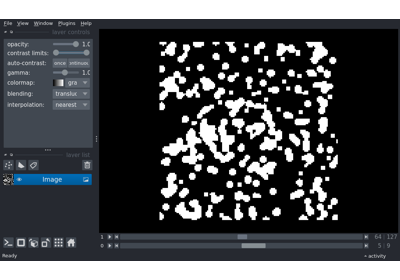 File View Window Plugins Help
layer controls
opacity: 1.0
contrast limits:
auto-contrast: once continuous
gamma: 1.0
colormap: gra
blending: transluc
interpolation: nearest
layer list
Image
1 64 127
0 5 9
Ready activity